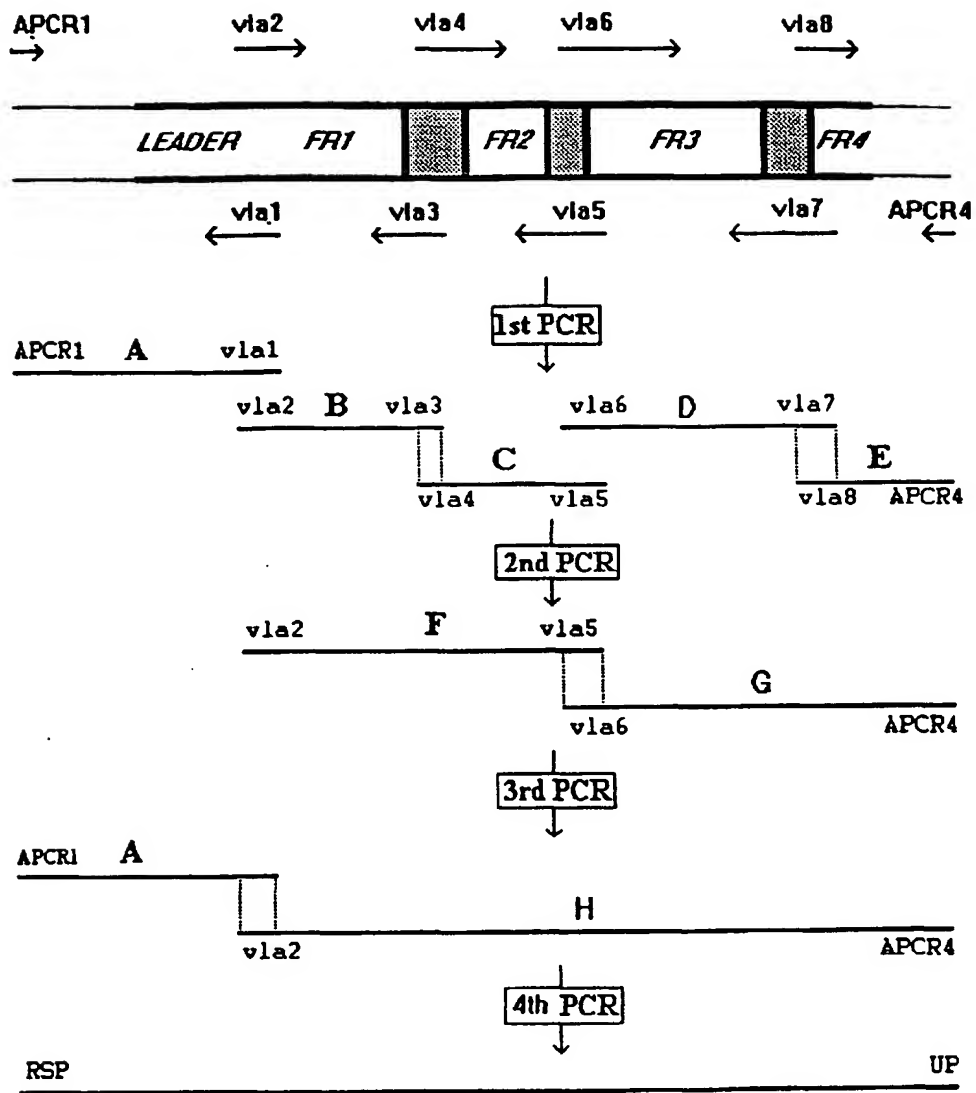 APCR1 vla2 vla4 vla6 vla8
LEADER FR1 FR2 FR3 FR4
vla1 vla3 vla5 vla7 APCR4
1st PCR
APCR1 A vla1
vla2 B vla3 vla6 D vla7
C E
vla4 vla5 vla8 APCR4
2nd PCR
vla2 F vla5
G
vla6 APCR4
3rd PCR
APCR1 A
H
vla2 APCR4
4th PCR
RSP UP